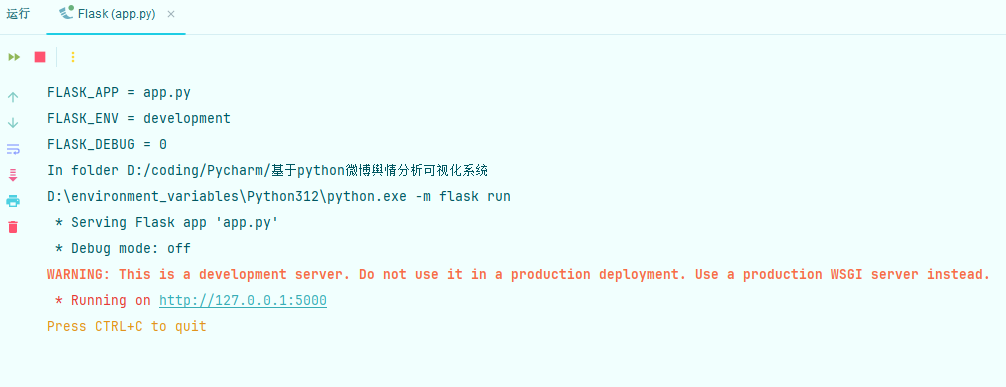 运行 Flask (app.py)
FLASK_APP = app.py
FLASK_ENV = development
FLASK_DEBUG = 0
In folder D:/coding/Pycharm/基于python微博舆情分析可视化系统
D:\environment_variables\Python312\python.exe -m flask run
 * Serving Flask app 'app.py'
 * Debug mode: off
WARNING: This is a development server. Do not use it in a production deployment. Use a production WSGI server instead.
 * Running on http://127.0.0.1:5000
Press CTRL+C to quit